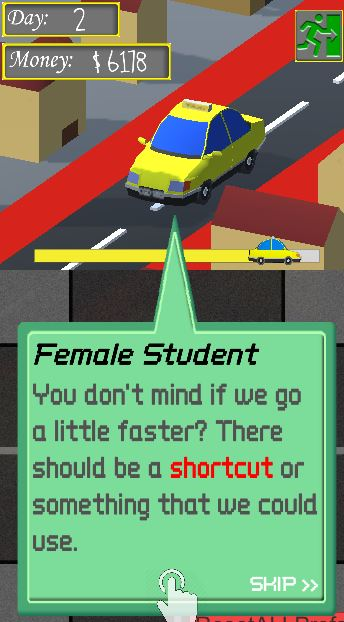 Day: 2
Money: $6178
Female Student
You don't mind if we go
a little faster? There
should be a shortcut or
something that we could
use.
SKIP >>